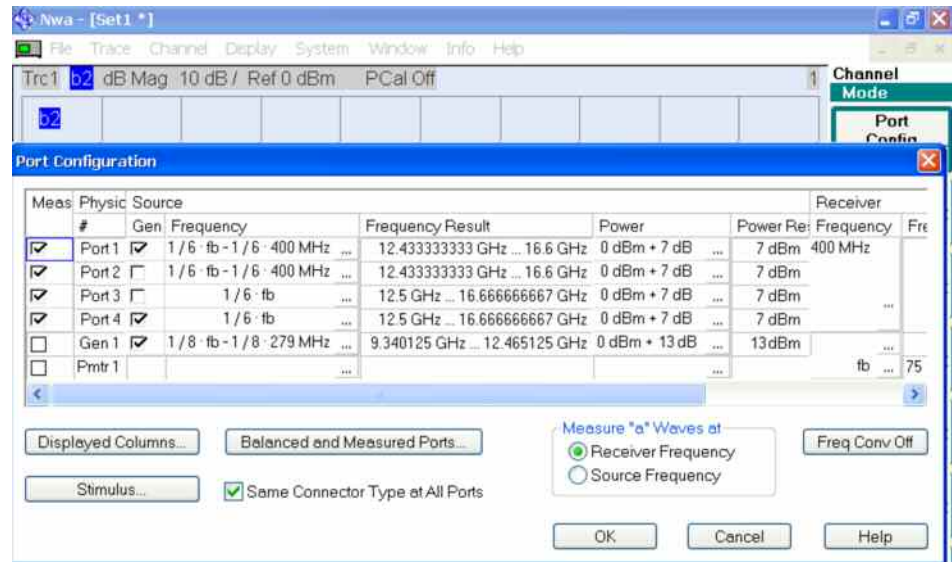 Nwa - [Set1 *]
File Trace Channel Display System Window Info Help
Trc1 b2 dB Mag 10 dB / Ref 0 dBm PCal Off 1
Channel
Mode
b2
Port
Config
Port Configuration
Meas Physic Source Receiver
# Gen Frequency Frequency Result Power Power Re: Frequency Fre
Port 1 1 / 6 · fb - 1 / 6 · 400 MHz ... 12.433333333 GHz ... 16.6 GHz 0 dBm + 7 dB ... 7 dBm 400 MHz
Port 2 1 / 6 · fb - 1 / 6 · 400 MHz ... 12.433333333 GHz ... 16.6 GHz 0 dBm + 7 dB ... 7 dBm
Port 3 1 / 6 · fb ... 12.5 GHz ... 16.666666667 GHz 0 dBm + 7 dB ... 7 dBm ...
Port 4 1 / 6 · fb ... 12.5 GHz ... 16.666666667 GHz 0 dBm + 7 dB ... 7 dBm
Gen 1 1 / 8 · fb - 1 / 8 · 279 MHz ... 9.340125 GHz ... 12.465125 GHz 0 dBm + 13 dB ... 13 dBm ...
Pmtr 1 ... ... fb ... 75
Displayed Columns...
Balanced and Measured Ports...
Measure "a" Waves at
Receiver Frequency
Source Frequency
Freq Conv Off
Stimulus...
Same Connector Type at All Ports
OK Cancel Help